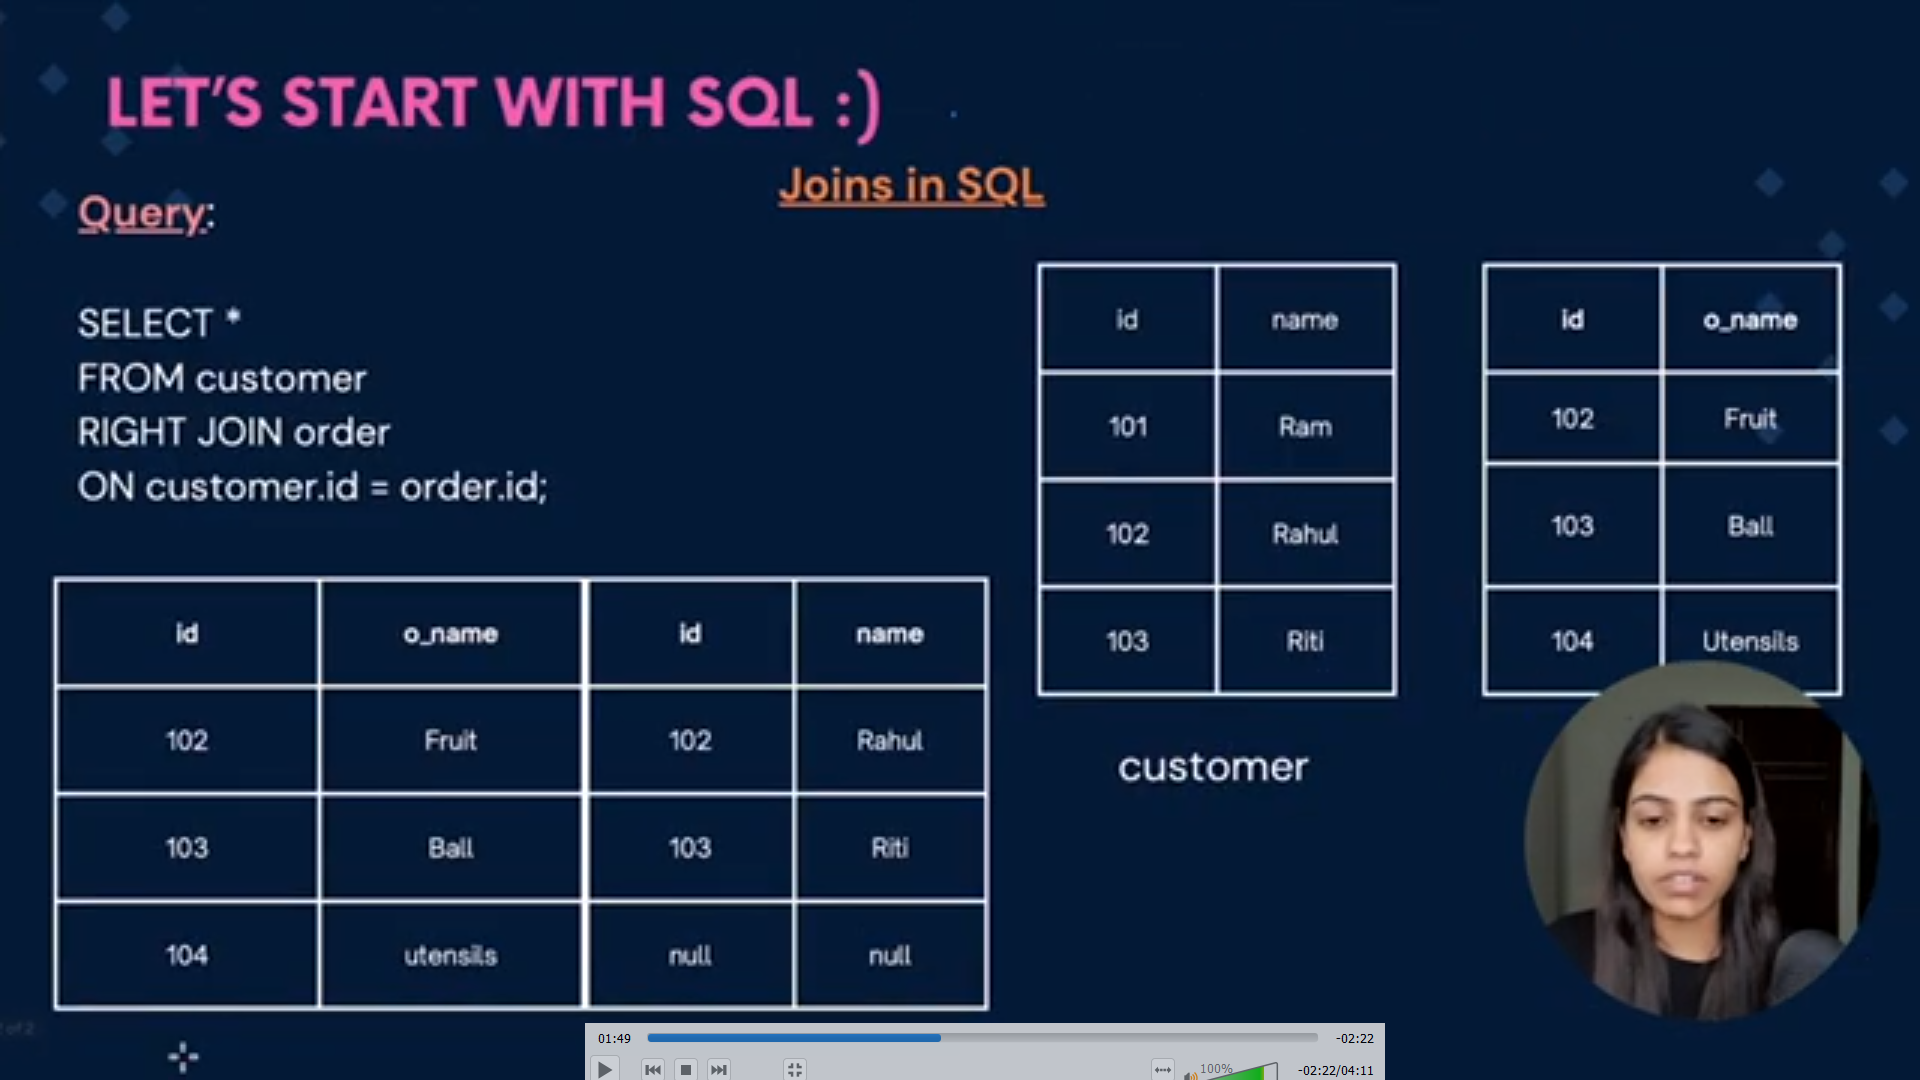 LET'S START WITH SQL :)
Joins in SQL
Query:
SELECT *
FROM customer
RIGHT JOIN order
ON customer.id = order.id;
id name
101 Ram
102 Rahul
103 Riti
customer
id o_name
102 Fruit
103 Ball
104 Utensils
id o_name id name
102 Fruit 102 Rahul
103 Ball 103 Riti
104 utensils null null
01:49
-02:22
100%
-02:22/04:11